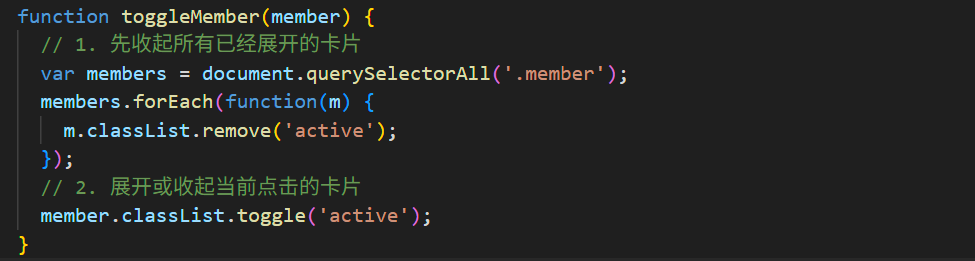 function toggleMember(member) {
  // 1. 先收起所有已经展开的卡片
  var members = document.querySelectorAll('.member');
  members.forEach(function(m) {
    m.classList.remove('active');
  });
  // 2. 展开或收起当前点击的卡片
  member.classList.toggle('active');
}